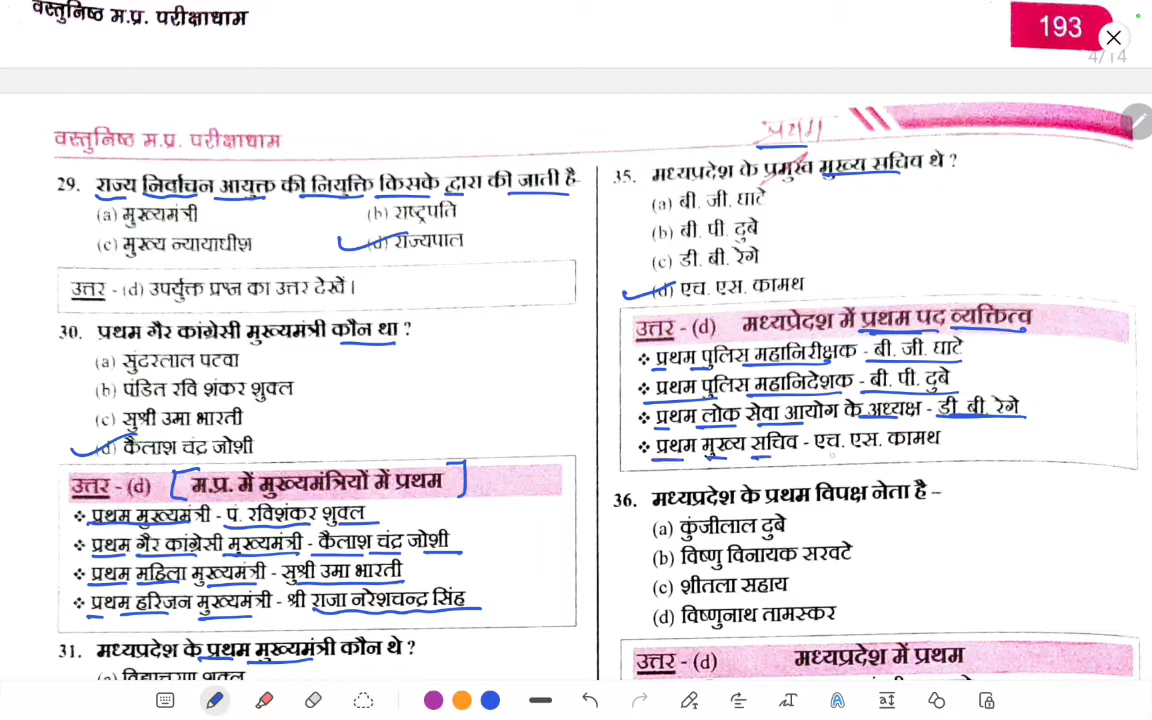 वस्तुनिष्ठ म.प्र. परीक्षाधाम
193
4/14
वस्तुनिष्ठ म.प्र. परीक्षाधाम
29. राज्य निर्वाचन आयुक्त की नियुक्ति किसके द्वारा की जाती है-
(a) मुख्यमंत्री (b) राष्ट्रपति
(c) मुख्य न्यायाधीश (d) राज्यपाल
उत्तर - (d) उपर्युक्त प्रश्न का उत्तर देखें।
30. प्रथम गैर कांग्रेसी मुख्यमंत्री कौन था ?
(a) सुंदरलाल पटवा
(b) पंडित रवि शंकर शुक्ल
(c) सुश्री उमा भारती
(d) कैलाश चंद्र जोशी
उत्तर - (d) [म.प्र. में मुख्यमंत्रियों में प्रथम]
❖ प्रथम मुख्यमंत्री - पं. रविशंकर शुक्ल
❖ प्रथम गैर कांग्रेसी मुख्यमंत्री - कैलाश चंद्र जोशी
❖ प्रथम महिला मुख्यमंत्री - सुश्री उमा भारती
❖ प्रथम हरिजन मुख्यमंत्री - श्री राजा नरेशचन्द्र सिंह
31. मध्यप्रदेश के प्रथम मुख्यमंत्री कौन थे ?
प्रथम
35. मध्यप्रदेश के प्रमुख मुख्य सचिव थे ?
(a) बी. जी. घाटे
(b) बी. पी. दुबे
(c) डी. बी. रेगे
(d) एच. एस. कामथ
उत्तर - (d) मध्यप्रेदश में प्रथम पद व्यक्तित्व
❖ प्रथम पुलिस महानिरीक्षक - बी. जी. घाटे
❖ प्रथम पुलिस महानिदेशक - बी. पी. दुबे
❖ प्रथम लोक सेवा आयोग के अध्यक्ष - डी. बी. रेगे
❖ प्रथम मुख्य सचिव - एच. एस. कामथ
36. मध्यप्रदेश के प्रथम विपक्ष नेता है –
(a) कुंजीलाल दुबे
(b) विष्णु विनायक सरवटे
(c) शीतला सहाय
(d) विष्णुनाथ तामस्कर
उत्तर - (d) मध्यप्रदेश में प्रथम